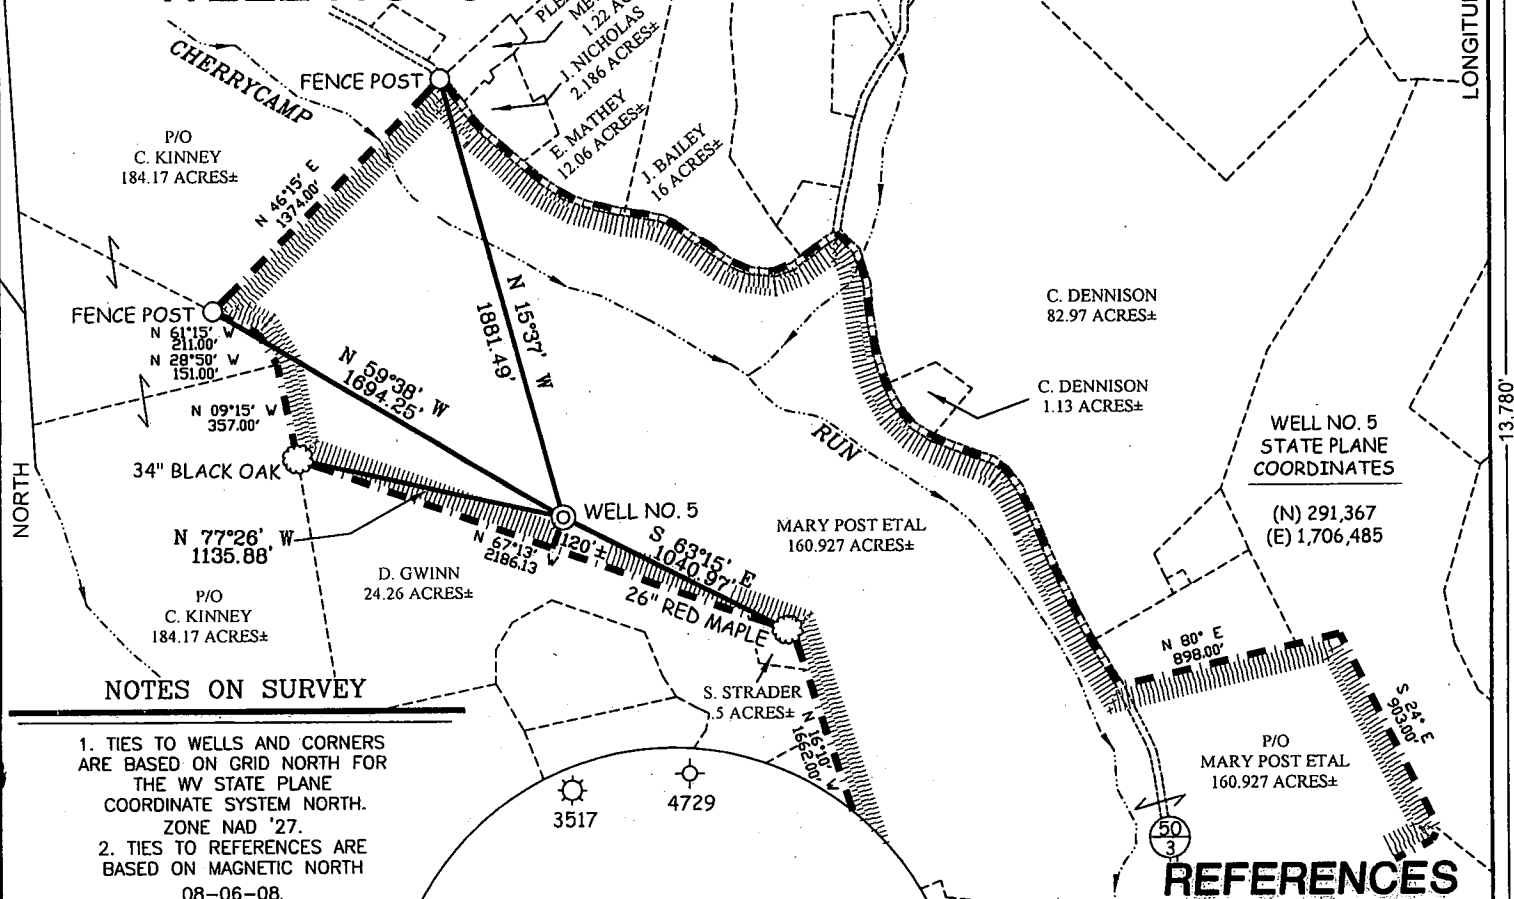 CHERRYCAMP
FENCE POST
1.22 AC
J. NICHOLAS
2.186 ACRES±
E. MATHEY
12.06 ACRES±
J. BAILEY
16 ACRES±
LONGITU
P/O
C. KINNEY
184.17 ACRES±
N 46°15' E
1374.00'
FENCE POST
N 61°15' W
211.00'
N 28°50' W
151.00'
N 09°15' W
357.00'
34" BLACK OAK
N 59°38' W
1694.25'
N 15°37' W
1881.49'
C. DENNISON
82.97 ACRES±
C. DENNISON
1.13 ACRES±
13.780'
RUN
WELL NO. 5
STATE PLANE
COORDINATES
(N) 291,367
(E) 1,706,485
NORTH
WELL NO. 5
N 77°26' W
1135.88'
N 67°13' W
2186.13
120'±
S 63°15' E
1040.97'
26" RED MAPLE
MARY POST ETAL
160.927 ACRES±
D. GWINN
24.26 ACRES±
P/O
C. KINNEY
184.17 ACRES±
N 80° E
898.00'
S 24° E
903.00'
S. STRADER
.5 ACRES±
N 16°10' W
1662.00'
P/O
MARY POST ETAL
160.927 ACRES±
NOTES ON SURVEY
1. TIES TO WELLS AND CORNERS
ARE BASED ON GRID NORTH FOR
THE WV STATE PLANE
COORDINATE SYSTEM NORTH.
ZONE NAD '27.
2. TIES TO REFERENCES ARE
BASED ON MAGNETIC NORTH
08-06-08.
3517
4729
50
3
REFERENCES